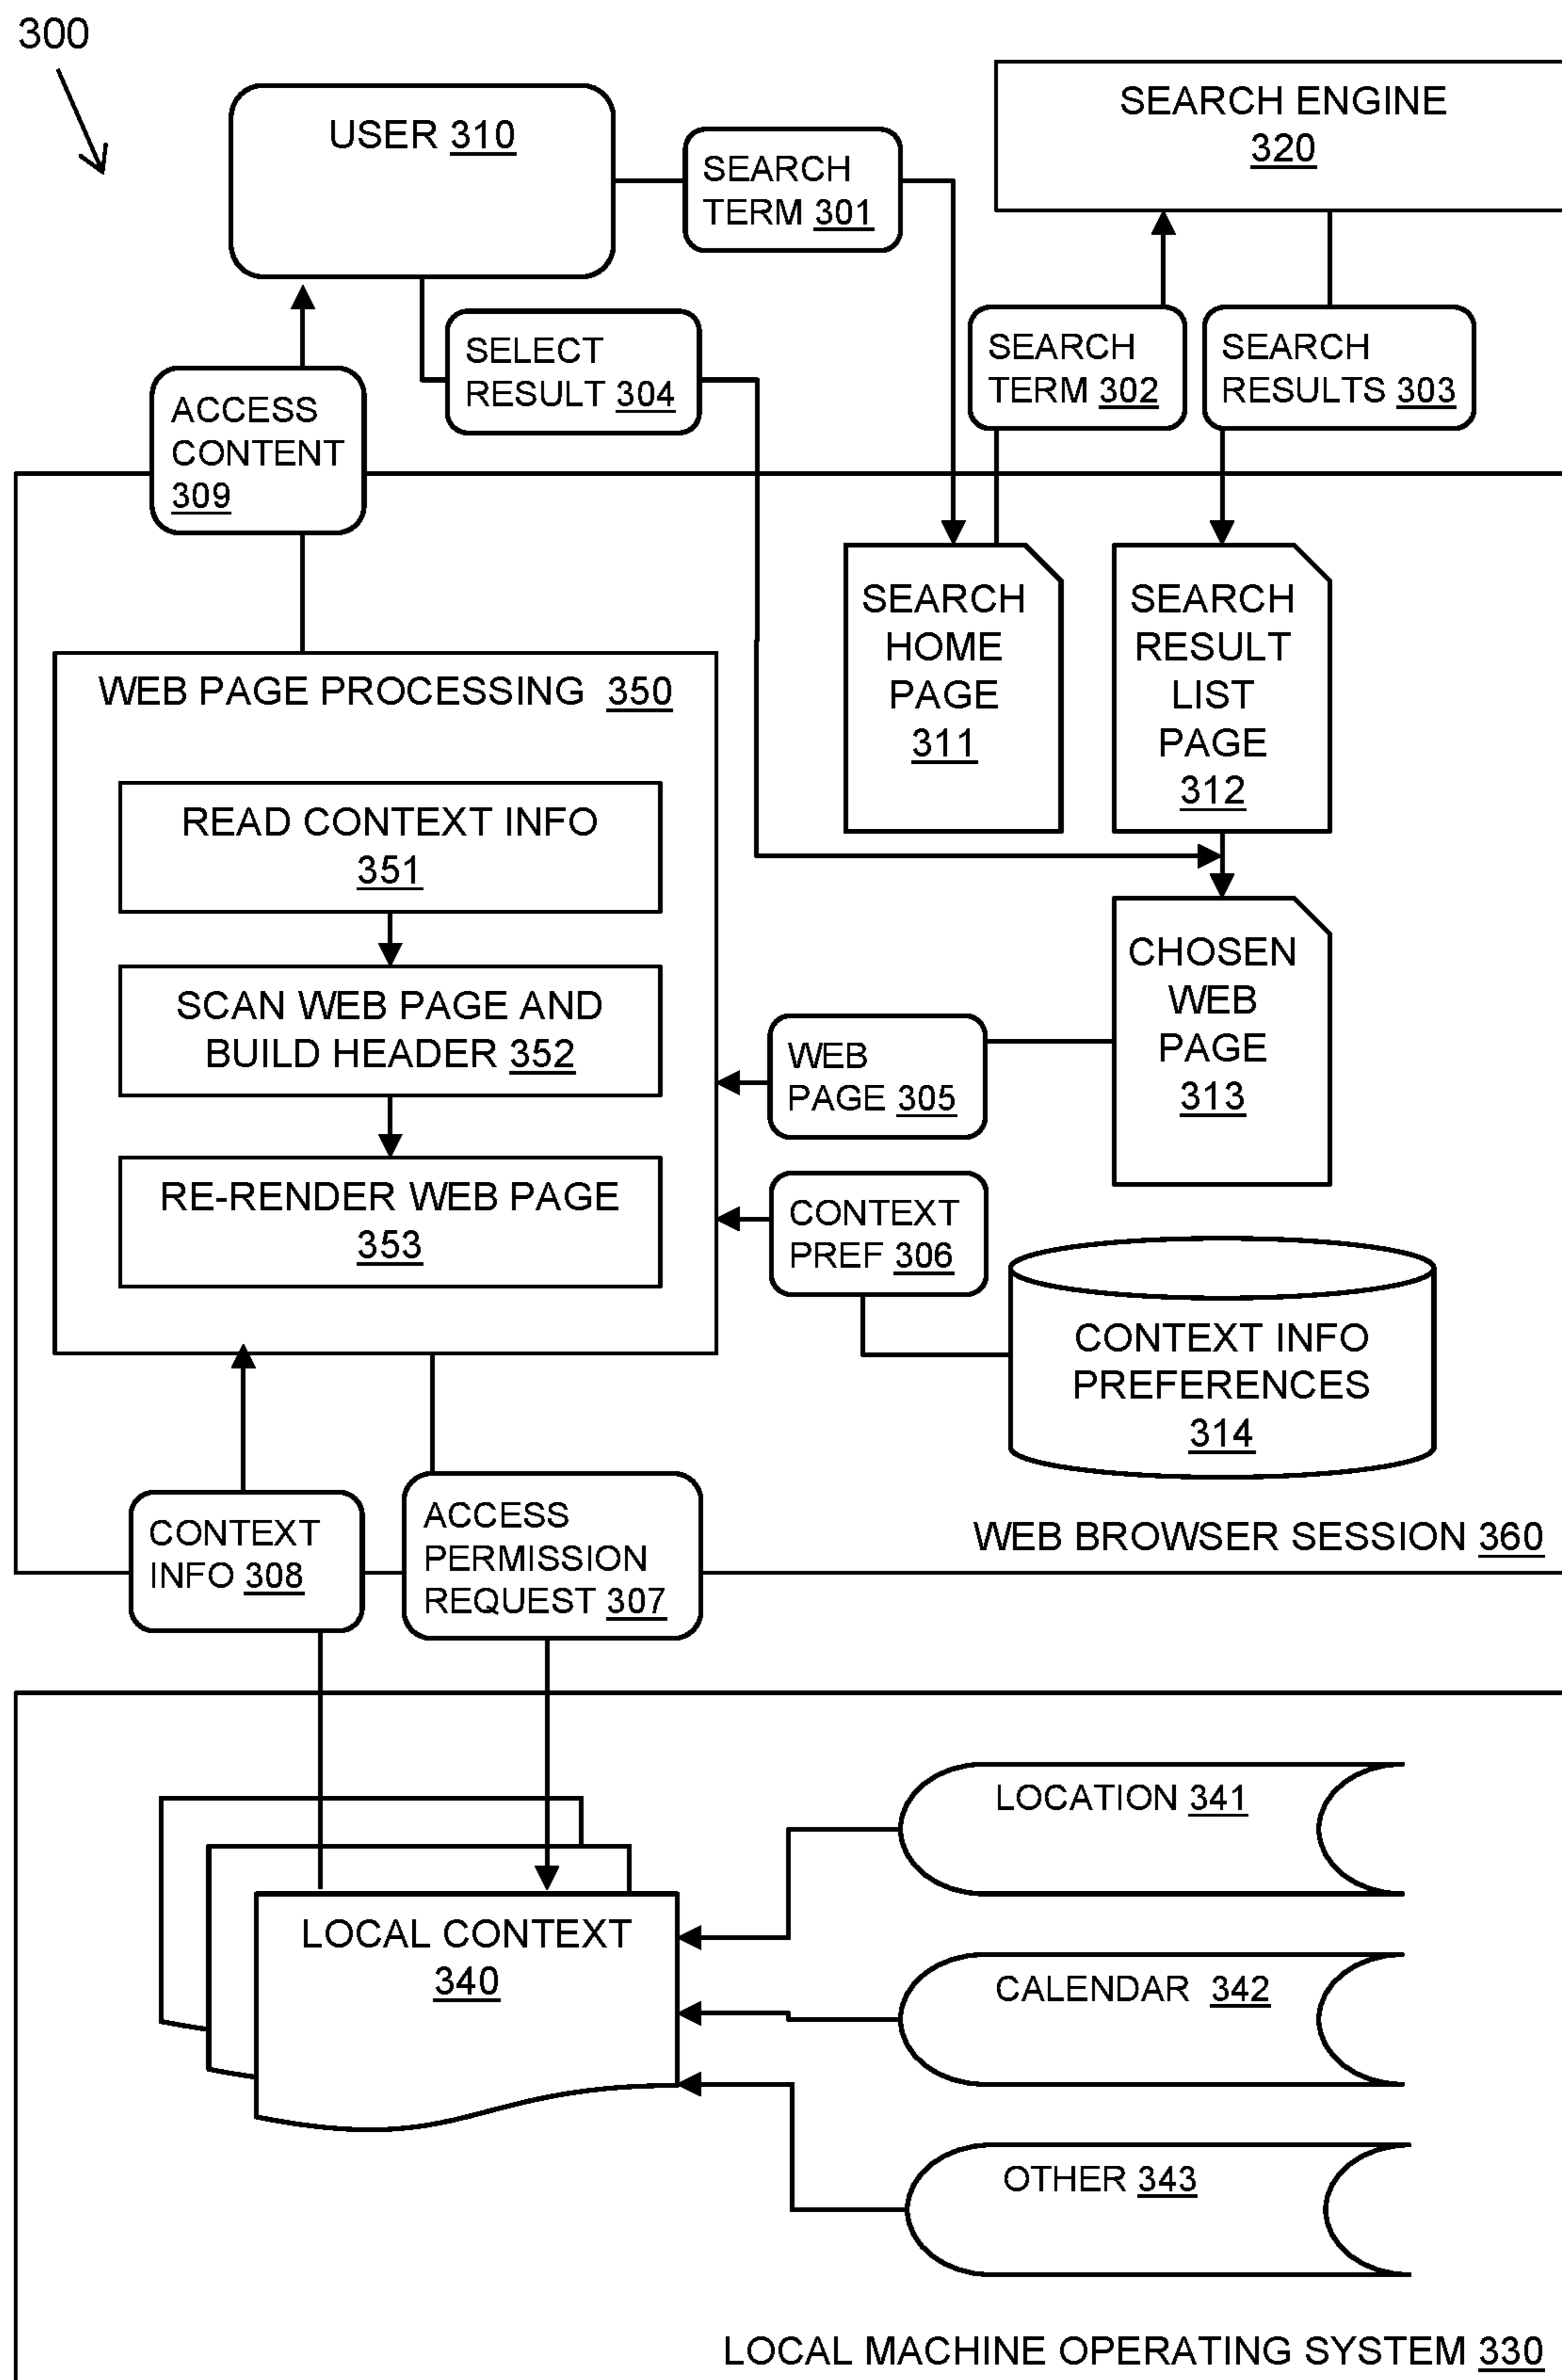 300
USER 310
SEARCH
TERM 301
SEARCH ENGINE
320
SELECT
RESULT 304
SEARCH
TERM 302
SEARCH
RESULTS 303
ACCESS
CONTENT
309
SEARCH
HOME
PAGE
311
SEARCH
RESULT
LIST
PAGE
312
WEB PAGE PROCESSING 350
READ CONTEXT INFO
351
SCAN WEB PAGE AND
BUILD HEADER 352
RE-RENDER WEB PAGE
353
CHOSEN
WEB
PAGE
313
WEB
PAGE 305
CONTEXT
PREF 306
CONTEXT INFO
PREFERENCES
314
CONTEXT
INFO 308
ACCESS
PERMISSION
REQUEST 307
WEB BROWSER SESSION 360
LOCATION 341
LOCAL CONTEXT
340
CALENDAR 342
OTHER 343
LOCAL MACHINE OPERATING SYSTEM 330